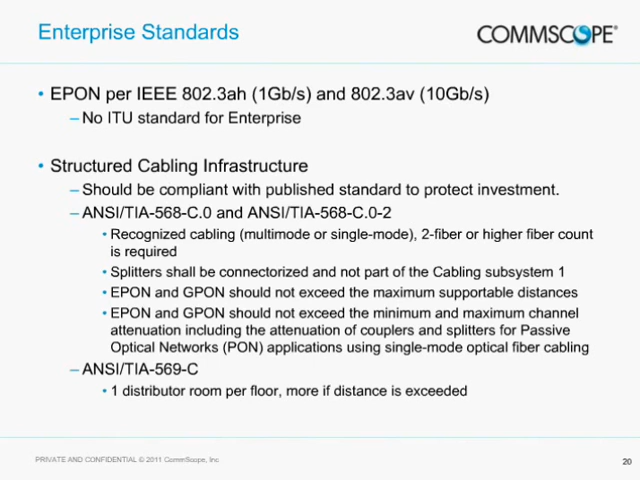 Enterprise Standards
COMMSCOPE®
• EPON per IEEE 802.3ah (1Gb/s) and 802.3av (10Gb/s)
– No ITU standard for Enterprise
• Structured Cabling Infrastructure
– Should be compliant with published standard to protect investment.
– ANSI/TIA-568-C.0 and ANSI/TIA-568-C.0-2
• Recognized cabling (multimode or single-mode), 2-fiber or higher fiber count
is required
• Splitters shall be connectorized and not part of the Cabling subsystem 1
• EPON and GPON should not exceed the maximum supportable distances
• EPON and GPON should not exceed the minimum and maximum channel
attenuation including the attenuation of couplers and splitters for Passive
Optical Networks (PON) applications using single-mode optical fiber cabling
– ANSI/TIA-569-C
• 1 distributor room per floor, more if distance is exceeded
PRIVATE AND CONFIDENTIAL © 2011 CommScope, Inc
20